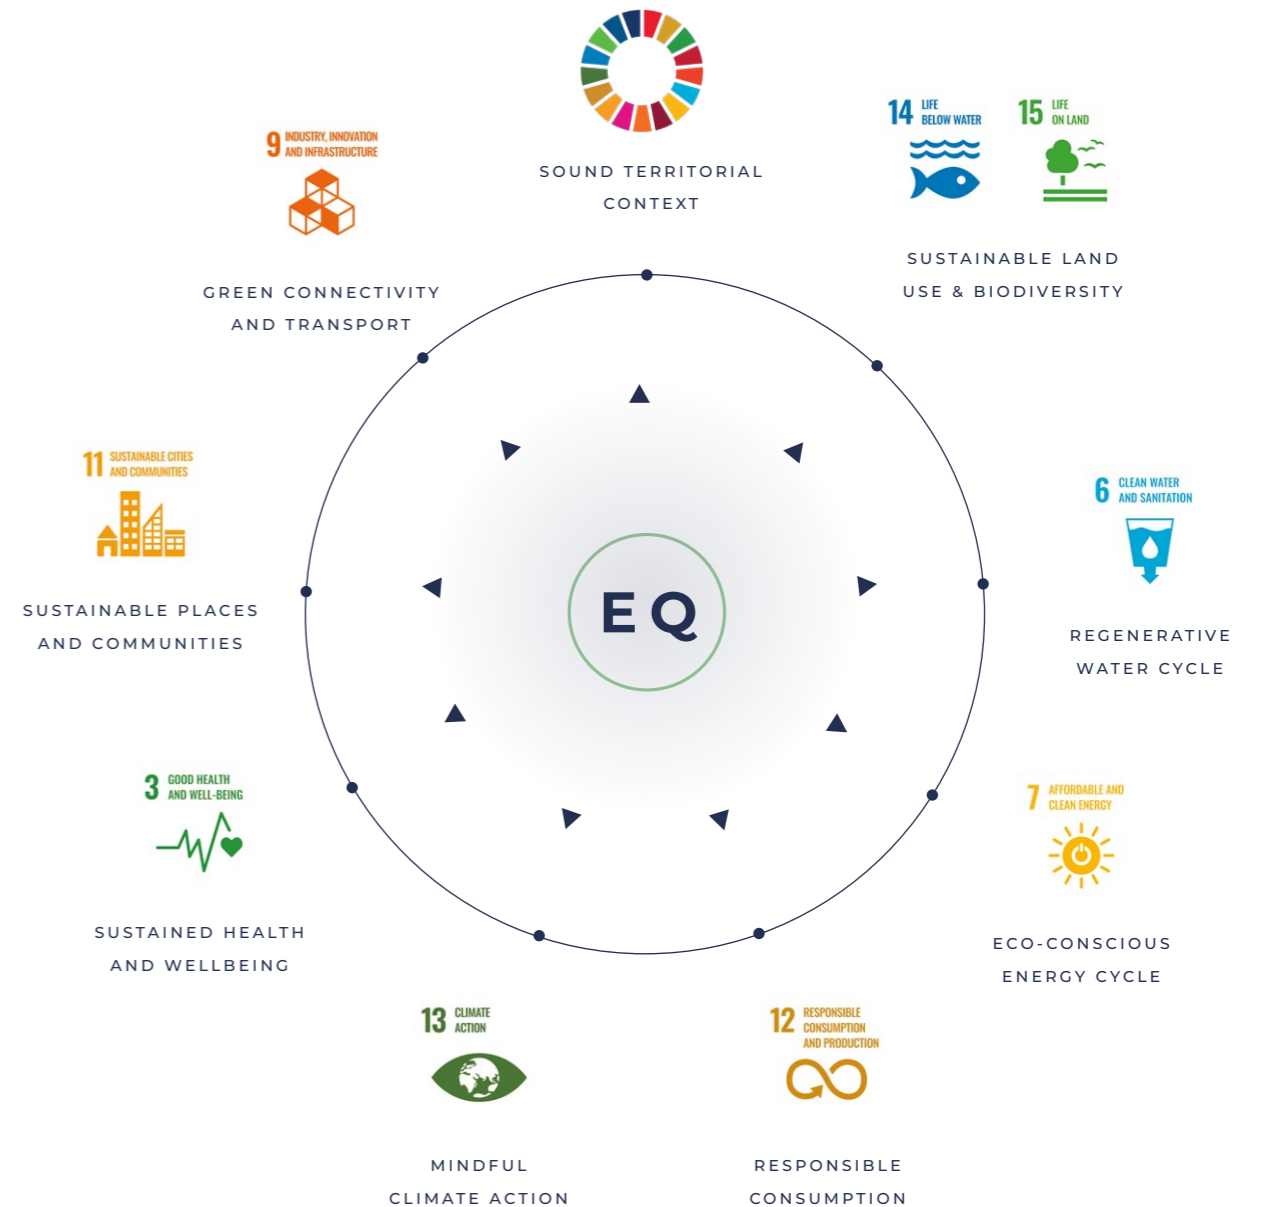 SOUND TERRITORIAL
CONTEXT
14 LIFE
BELOW WATER
15 LIFE
ON LAND
SUSTAINABLE LAND
USE & BIODIVERSITY
6 CLEAN WATER
AND SANITATION
REGENERATIVE
WATER CYCLE
7 AFFORDABLE AND
CLEAN ENERGY
ECO-CONSCIOUS
ENERGY CYCLE
12 RESPONSIBLE
CONSUMPTION
AND PRODUCTION
RESPONSIBLE
CONSUMPTION
13 CLIMATE
ACTION
MINDFUL
CLIMATE ACTION
3 GOOD HEALTH
AND WELL-BEING
SUSTAINED HEALTH
AND WELLBEING
11 SUSTAINABLE CITIES
AND COMMUNITIES
SUSTAINABLE PLACES
AND COMMUNITIES
9 INDUSTRY, INNOVATION
AND INFRASTRUCTURE
GREEN CONNECTIVITY
AND TRANSPORT
EQ